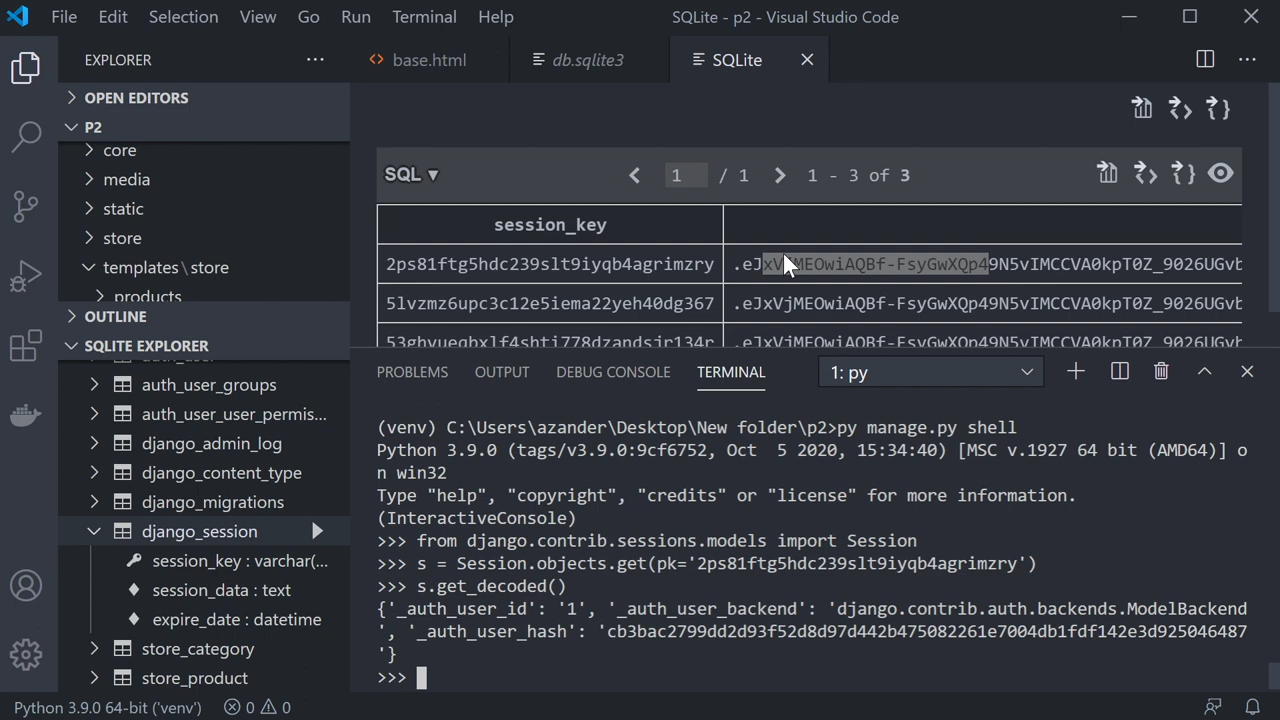 File Edit Selection View Go Run Terminal Help SQLite - p2 - Visual Studio Code
EXPLORER ... base.html db.sqlite3 SQLite
OPEN EDITORS
P2
core
media
static
store
templates\store
products
OUTLINE
SQLITE EXPLORER
auth_user
auth_user_groups
auth_user_user_permis...
django_admin_log
django_content_type
django_migrations
django_session
session_key : varchar(...
session_data : text
expire_date : datetime
store_category
store_product
SQL ▼ 1 / 1 1 - 3 of 3
session_key
2ps81ftg5hdc239slt9iyqb4agrimzry .eJxVjMEOwiAQBf-FsyGwXQp49N5vIMCCVA0kpT0Z_9026UGvb
5lvzmz6upc3c12e5iema22yeh40dg367 .eJxVjMEOwiAQBf-FsyGwXQp49N5vIMCCVA0kpT0Z_9026UGvb
PROBLEMS OUTPUT DEBUG CONSOLE TERMINAL 1: py
(venv) C:\Users\azander\Desktop\New folder\p2>py manage.py shell
Python 3.9.0 (tags/v3.9.0:9cf6752, Oct 5 2020, 15:34:40) [MSC v.1927 64 bit (AMD64)] o
n win32
Type "help", "copyright", "credits" or "license" for more information.
(InteractiveConsole)
>>> from django.contrib.sessions.models import Session
>>> s = Session.objects.get(pk='2ps81ftg5hdc239slt9iyqb4agrimzry')
>>> s.get_decoded()
{'_auth_user_id': '1', '_auth_user_backend': 'django.contrib.auth.backends.ModelBackend
', '_auth_user_hash': 'cb3bac2799dd2d93f52d8d97d442b475082261e7004db1fdf142e3d925046487
'}
>>>
Python 3.9.0 64-bit ('venv') 0 0